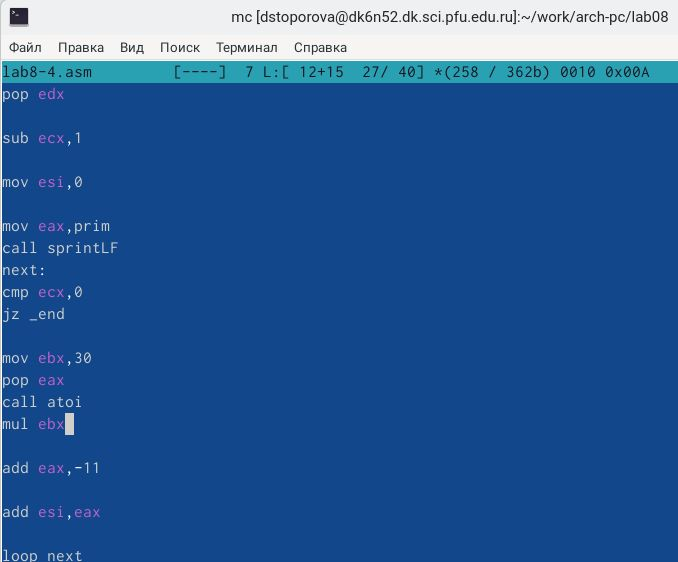 mc [dstoporova@dk6n52.dk.sci.pfu.edu.ru]:~/work/arch-pc/lab08
Файл Правка Вид Поиск Терминал Справка
lab8-4.asm [----] 7 L:[ 12+15 27/ 40] *(258 / 362b) 0010 0x00A
pop edx
sub ecx,1
mov esi,0
mov eax,prim
call sprintLF
next:
cmp ecx,0
jz _end
mov ebx,30
pop eax
call atoi
mul ebx
add eax,-11
add esi,eax
loop next